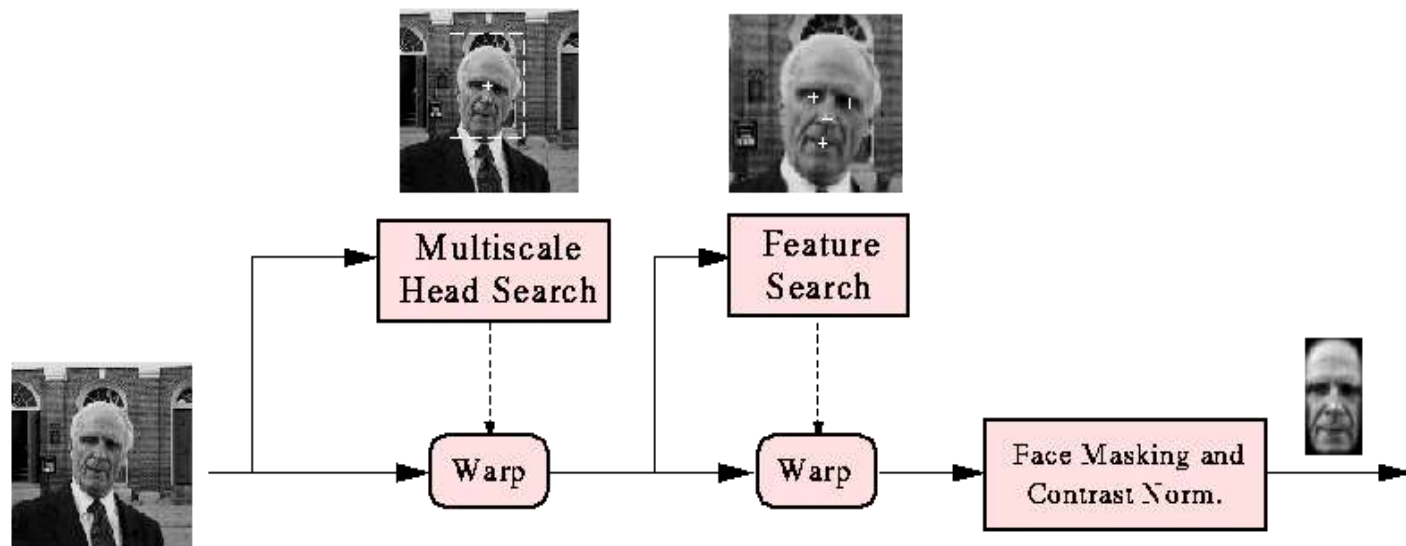 Multiscale
Head Search
Feature
Search
Warp
Warp
Face Masking and
Contrast Norm.